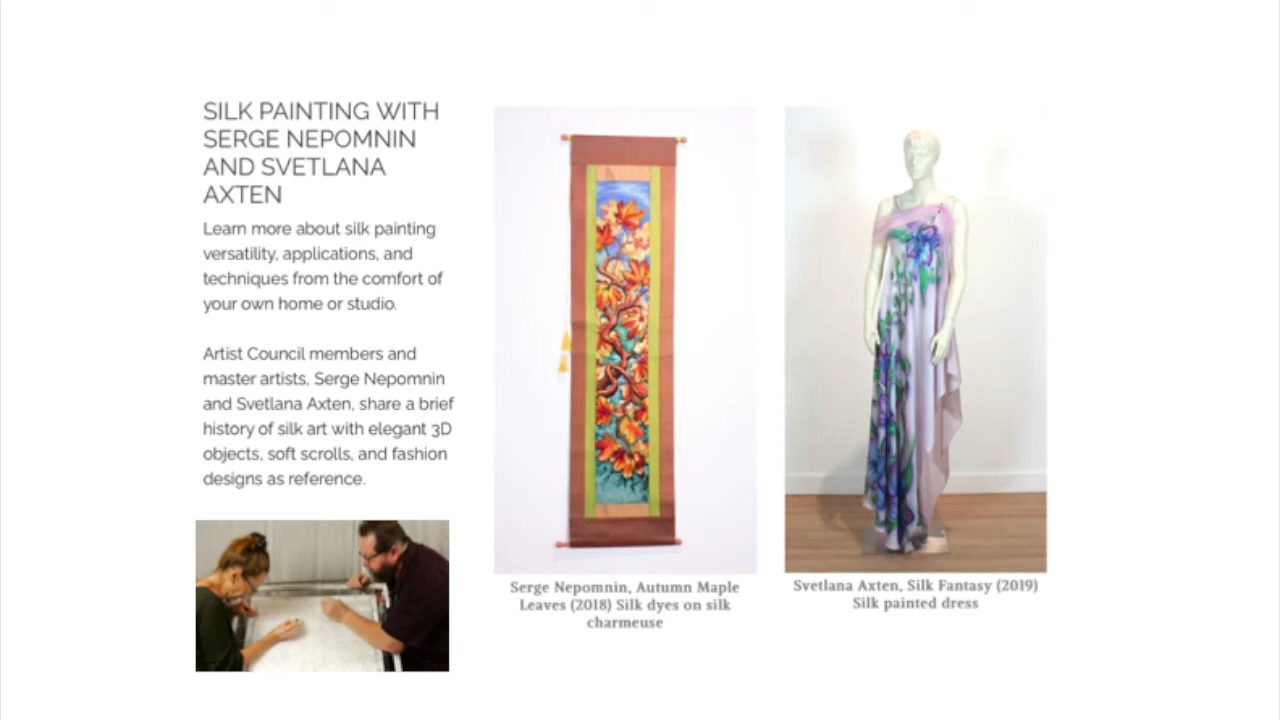 SILK PAINTING WITH
SERGE NEPOMNIN
AND SVETLANA
AXTEN
Learn more about silk painting
versatility, applications, and
techniques from the comfort of
your own home or studio.
Artist Council members and
master artists, Serge Nepomnin
and Svetlana Axten, share a brief
history of silk art with elegant 3D
objects, soft scrolls, and fashion
designs as reference.
Serge Nepomnin, Autumn Maple
Leaves (2018) Silk dyes on silk
charmeuse
Svetlana Axten, Silk Fantasy (2019)
Silk painted dress